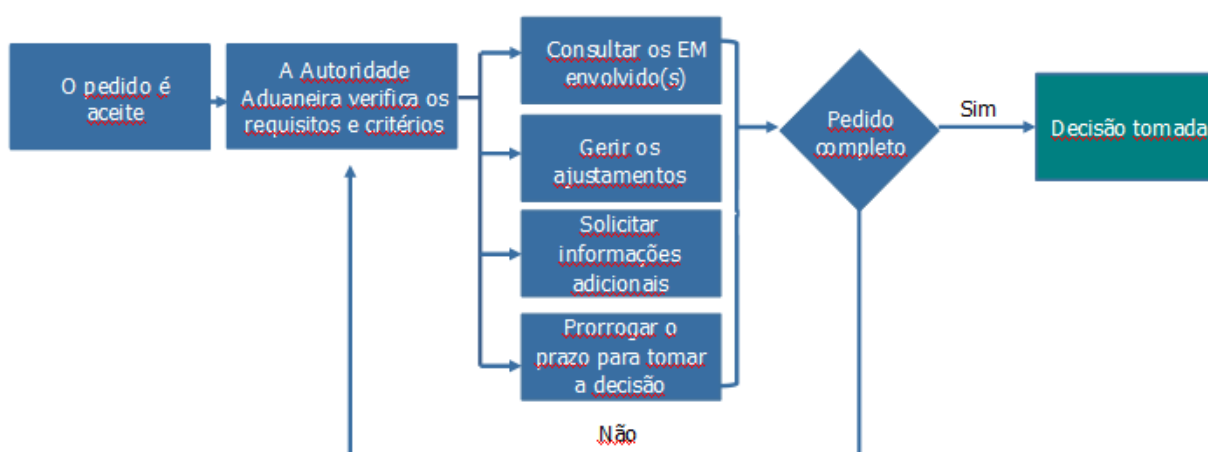 O pedido é
aceite
A Autoridade
Aduaneira verifica os
requisitos e critérios
Consultar os EM
envolvido(s)
Gerir os
ajustamentos
Solicitar
informações
adicionais
Prorrogar o
prazo para tomar
a decisão
Pedido
completo
Sim
Decisão tomada
Não